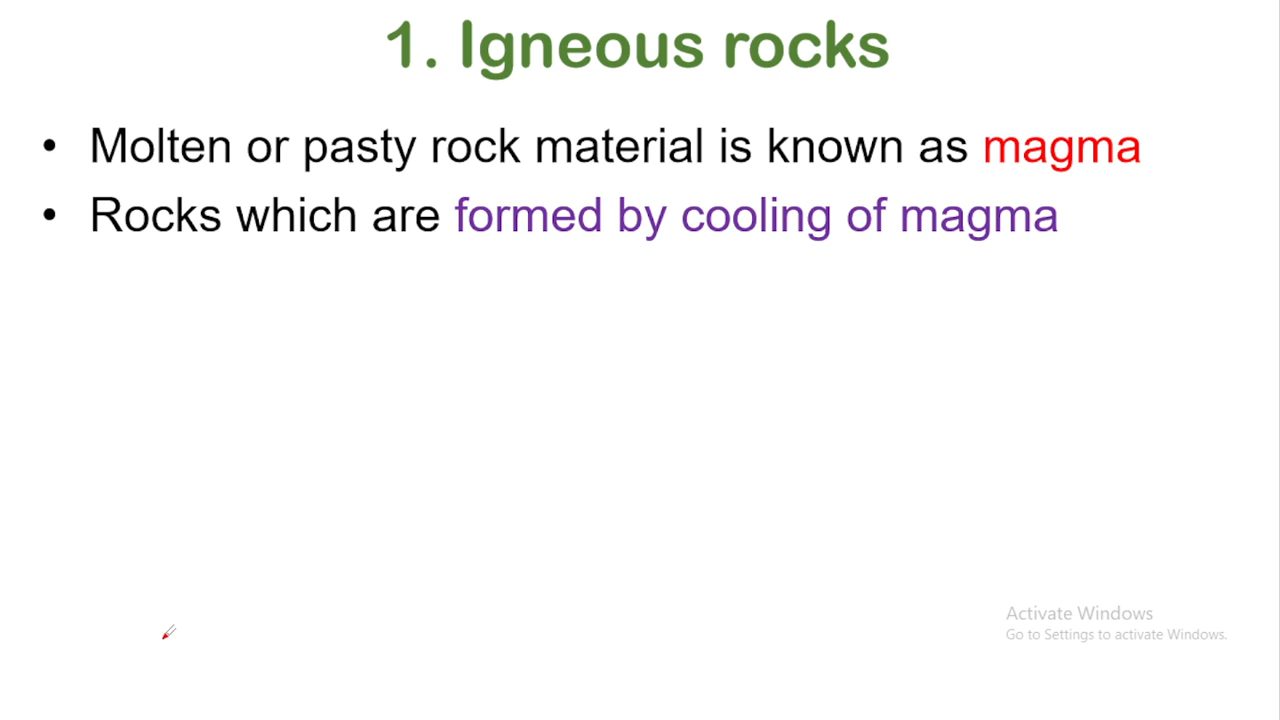 1. Igneous rocks
• Molten or pasty rock material is known as magma
• Rocks which are formed by cooling of magma
Activate Windows
Go to Settings to activate Windows.